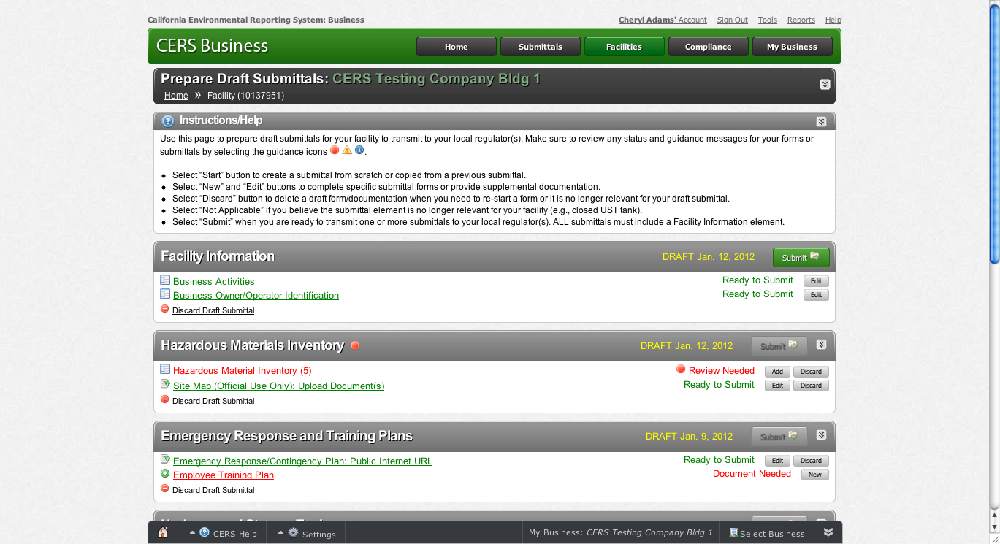 California Environmental Reporting System: Business
Cheryl Adams' Account Sign Out Tools Reports Help
CERS Business
Home Submittals Facilities Compliance My Business
Prepare Draft Submittals: CERS Testing Company Bldg 1
Home » Facility (10137951)
Instructions/Help
Use this page to prepare draft submittals for your facility to transmit to your local regulator(s). Make sure to review any status and guidance messages for your forms or
submittals by selecting the guidance icons .
• Select “Start” button to create a submittal from scratch or copied from a previous submittal.
• Select “New” and “Edit” buttons to complete specific submittal forms or provide supplemental documentation.
• Select “Discard” button to delete a draft form/documentation when you need to re-start a form or it is no longer relevant for your draft submittal.
• Select “Not Applicable” if you believe the submittal element is no longer relevant for your facility (e.g., closed UST tank).
• Select “Submit” when you are ready to transmit one or more submittals to your local regulator(s). ALL submittals must include a Facility Information element.
Facility Information DRAFT Jan. 12, 2012 Submit
Business Activities Ready to Submit Edit
Business Owner/Operator Identification Ready to Submit Edit
Discard Draft Submittal
Hazardous Materials Inventory DRAFT Jan. 12, 2012 Submit
Hazardous Material Inventory (5) Review Needed Add Discard
Site Map (Official Use Only): Upload Document(s) Ready to Submit Edit Discard
Discard Draft Submittal
Emergency Response and Training Plans DRAFT Jan. 9, 2012 Submit
Emergency Response/Contingency Plan: Public Internet URL Ready to Submit Edit Discard
Employee Training Plan Document Needed New
Discard Draft Submittal
CERS Help Settings My Business: CERS Testing Company Bldg 1 Select Business